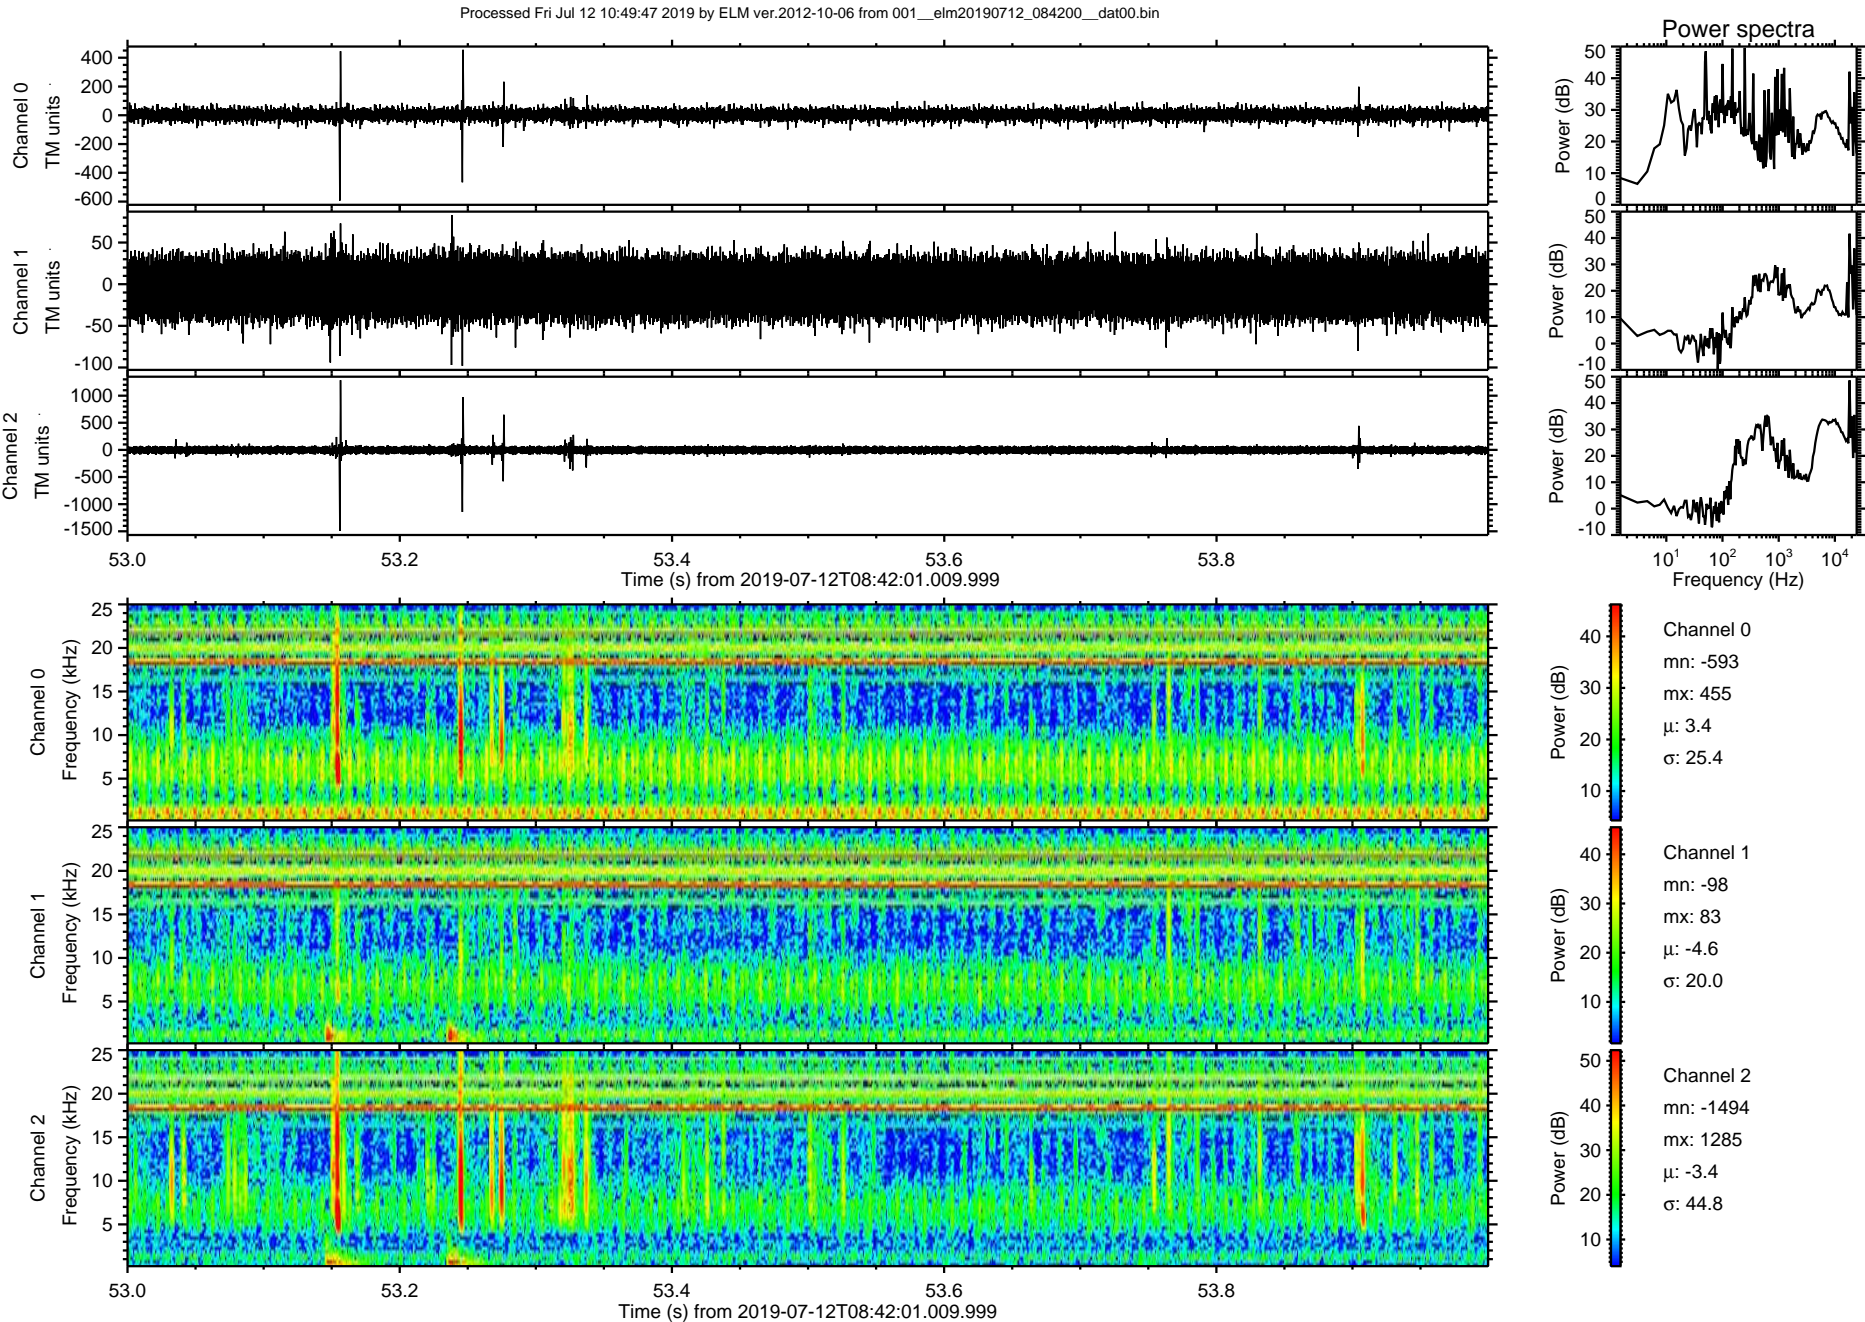 Processed Fri Jul 12 10:49:47 2019 by ELM ver.2012-10-06 from 001__elm20190712_084200__dat00.bin
Power spectra
Channel 0
TM units
400
200
0
-200
-400
-600
Power (dB)
50
40
30
20
10
0
Channel 1
TM units
50
0
-50
-100
Power (dB)
50
40
30
20
10
0
-10
Channel 2
TM units
1000
500
0
-500
-1000
-1500
Power (dB)
50
40
30
20
10
0
-10
53.0 53.2 53.4 53.6 53.8
Time (s) from 2019-07-12T08:42:01.009.999
10^1 10^2 10^3 10^4
Frequency (Hz)
Channel 0
Frequency (kHz)
25
20
15
10
5
Power (dB)
40
30
20
10
Channel 0
mn: -593
mx: 455
μ: 3.4
σ: 25.4
Channel 1
Frequency (kHz)
25
20
15
10
5
Power (dB)
40
30
20
10
Channel 1
mn: -98
mx: 83
μ: -4.6
σ: 20.0
Channel 2
Frequency (kHz)
25
20
15
10
5
Power (dB)
50
40
30
20
10
Channel 2
mn: -1494
mx: 1285
μ: -3.4
σ: 44.8
53.0 53.2 53.4 53.6 53.8
Time (s) from 2019-07-12T08:42:01.009.999